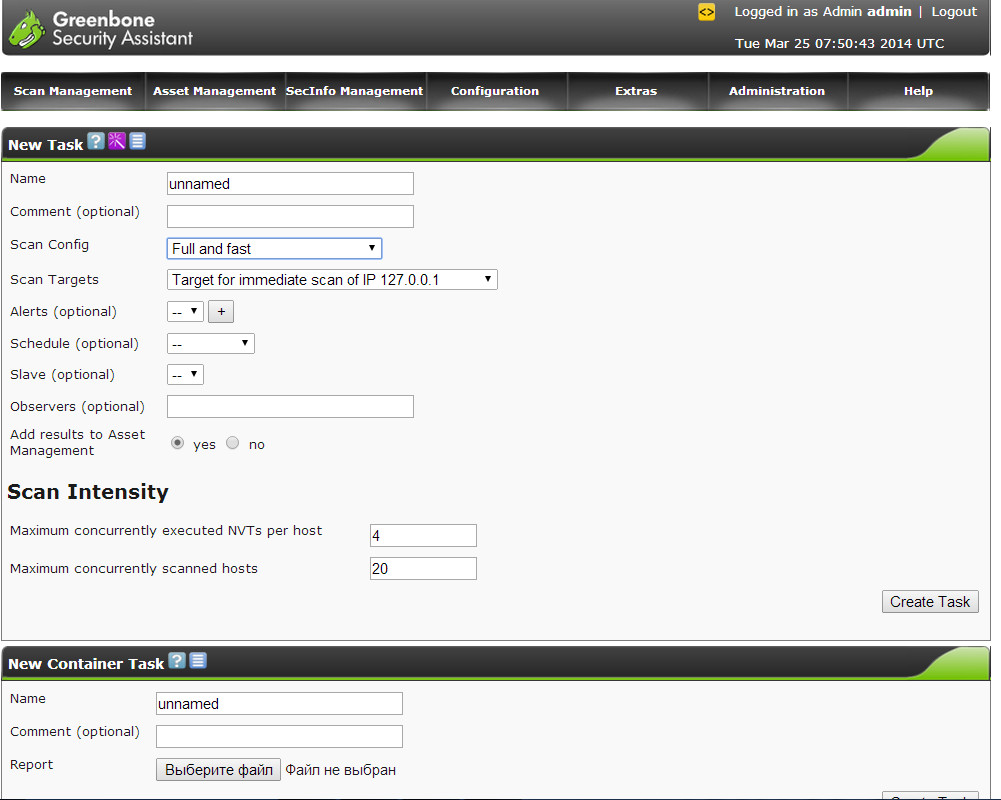 Greenbone
Security Assistant
<> Logged in as Admin admin | Logout
Tue Mar 25 07:50:43 2014 UTC
Scan Management Asset Management SecInfo Management Configuration Extras Administration Help
New Task ?
Name unnamed
Comment (optional)
Scan Config Full and fast
Scan Targets Target for immediate scan of IP 127.0.0.1
Alerts (optional) -- +
Schedule (optional) --
Slave (optional) --
Observers (optional)
Add results to Asset
Management yes no
Scan Intensity
Maximum concurrently executed NVTs per host 4
Maximum concurrently scanned hosts 20
Create Task
New Container Task ?
Name unnamed
Comment (optional)
Report Выберите файл Файл не выбран
Create Task